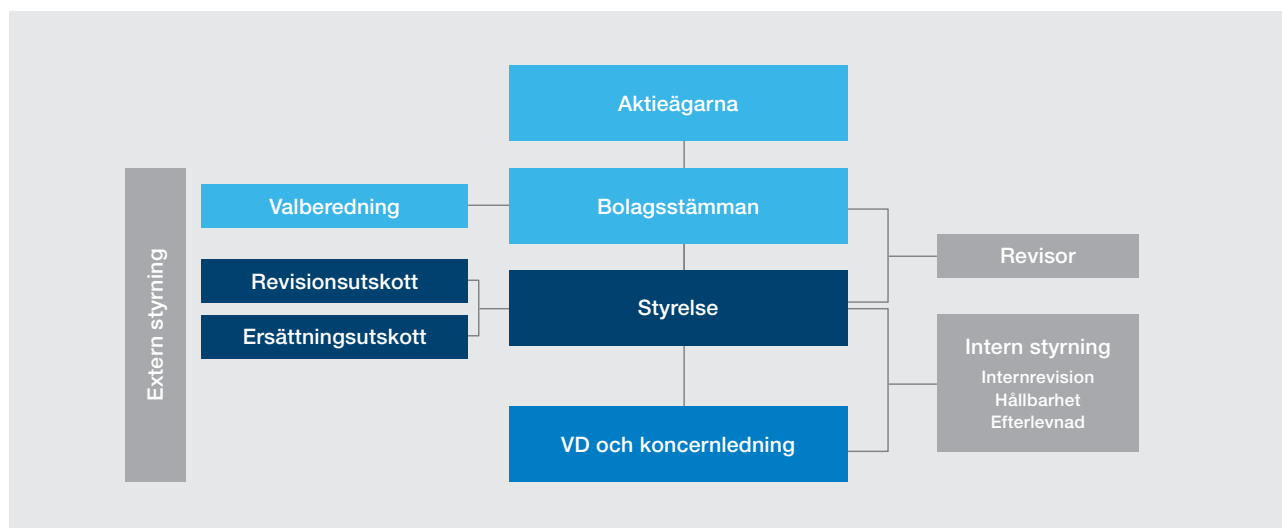 Aktieägarna
Bolagsstämman
Valberedning
Revisionsutskott
Ersättningsutskott
Extern styrning
Styrelse
VD och koncernledning
Revisor
Intern styrning
Internrevision
Hållbarhet
Efterlevnad